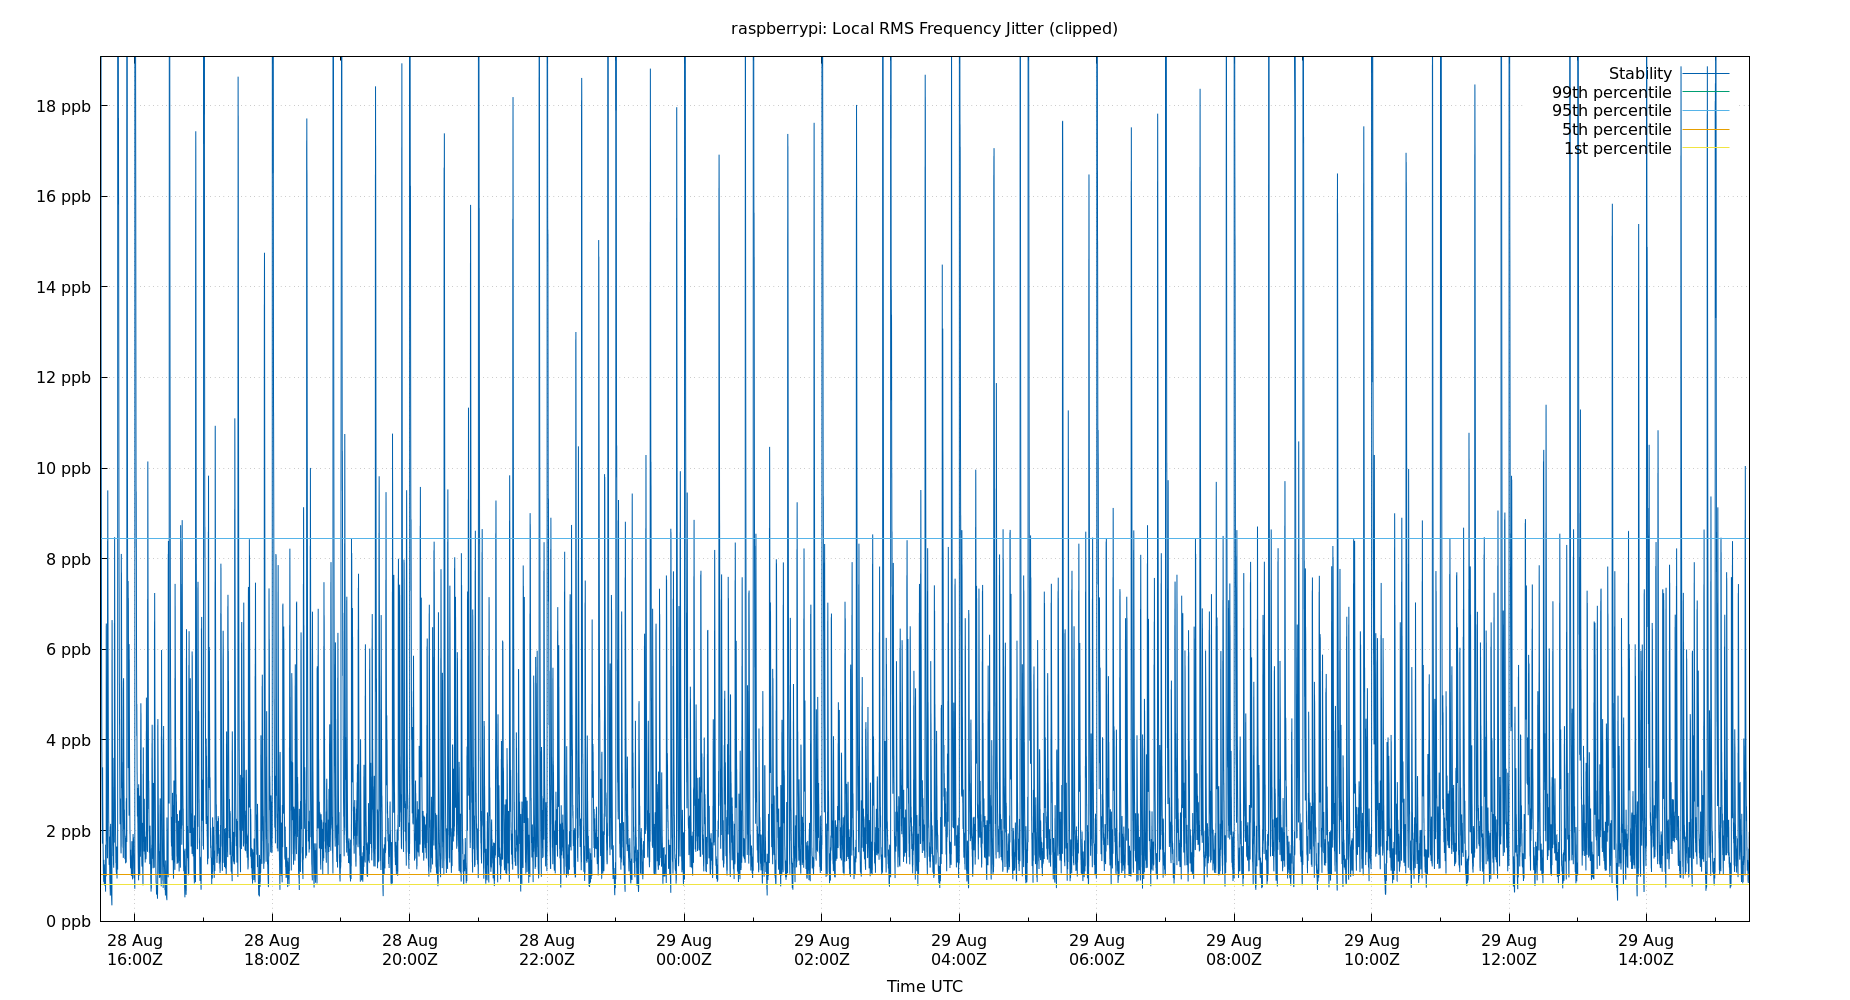 raspberrypi: Local RMS Frequency Jitter (clipped)
Stability
99th percentile
95th percentile
5th percentile
1st percentile
18 ppb
16 ppb
14 ppb
12 ppb
10 ppb
8 ppb
6 ppb
4 ppb
2 ppb
0 ppb
28 Aug 28 Aug 28 Aug 28 Aug 29 Aug 29 Aug 29 Aug 29 Aug 29 Aug 29 Aug 29 Aug 29 Aug
16:00Z 18:00Z 20:00Z 22:00Z 00:00Z 02:00Z 04:00Z 06:00Z 08:00Z 10:00Z 12:00Z 14:00Z
Time UTC